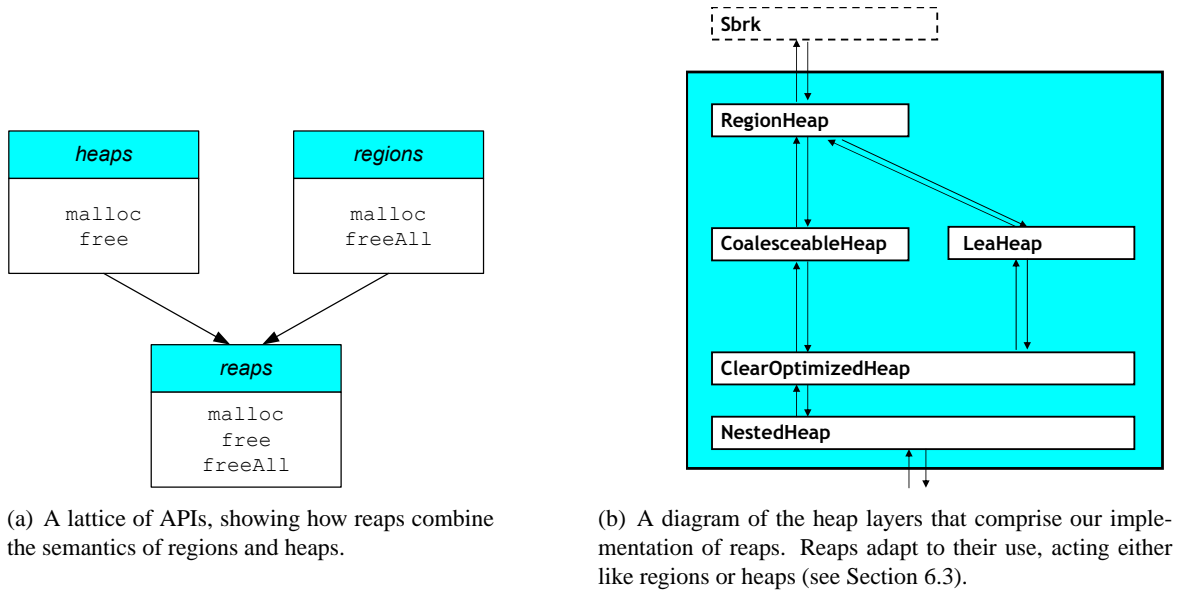 heaps
malloc
free
regions
malloc
freeAll
reaps
malloc
free
freeAll
(a) A lattice of APIs, showing how reaps combine
the semantics of regions and heaps.
Sbrk
RegionHeap
CoalesceableHeap
LeaHeap
ClearOptimizedHeap
NestedHeap
(b) A diagram of the heap layers that comprise our imple-
mentation of reaps. Reaps adapt to their use, acting either
like regions or heaps (see Section 6.3).